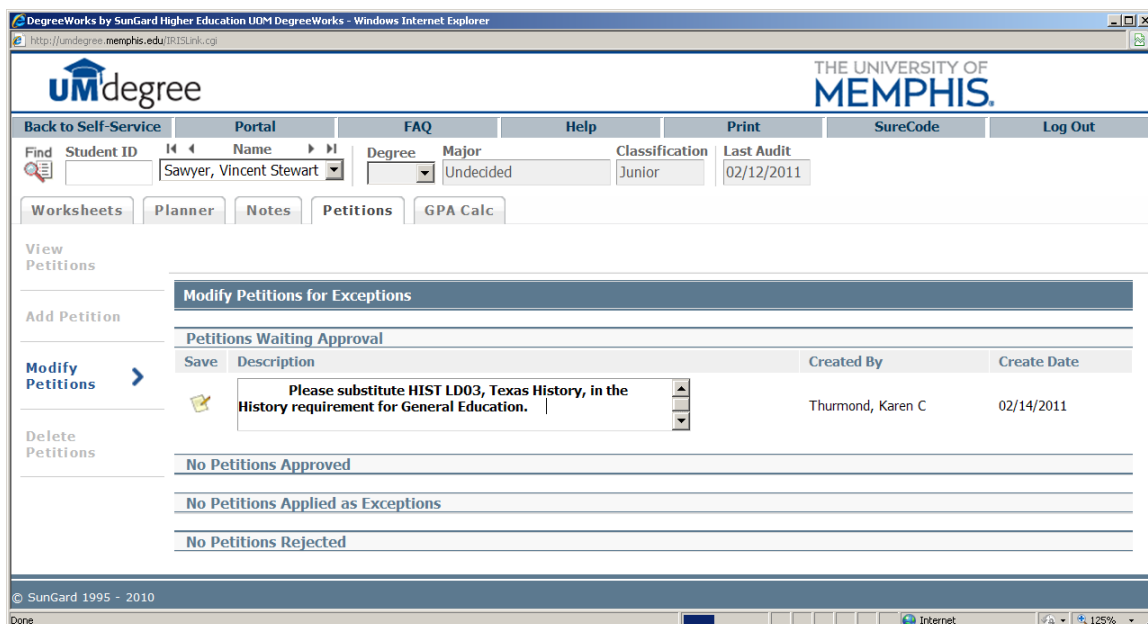 DegreeWorks by SunGard Higher Education UOM DegreeWorks - Windows Internet Explorer
http://umdegree.memphis.edu/IRISLink.cgi
UMdegree
THE UNIVERSITY OF
MEMPHIS.
Back to Self-Service Portal FAQ Help Print SureCode Log Out
Find Student ID Name Degree Major Classification Last Audit
Sawyer, Vincent Stewart Undecided Junior 02/12/2011
Worksheets Planner Notes Petitions GPA Calc
View
Petitions
Add Petition
Modify
Petitions
Delete
Petitions
Modify Petitions for Exceptions
Petitions Waiting Approval
Save Description Created By Create Date
Please substitute HIST LD03, Texas History, in the
History requirement for General Education.
Thurmond, Karen C 02/14/2011
No Petitions Approved
No Petitions Applied as Exceptions
No Petitions Rejected
© SunGard 1995 - 2010
Done Internet 125%